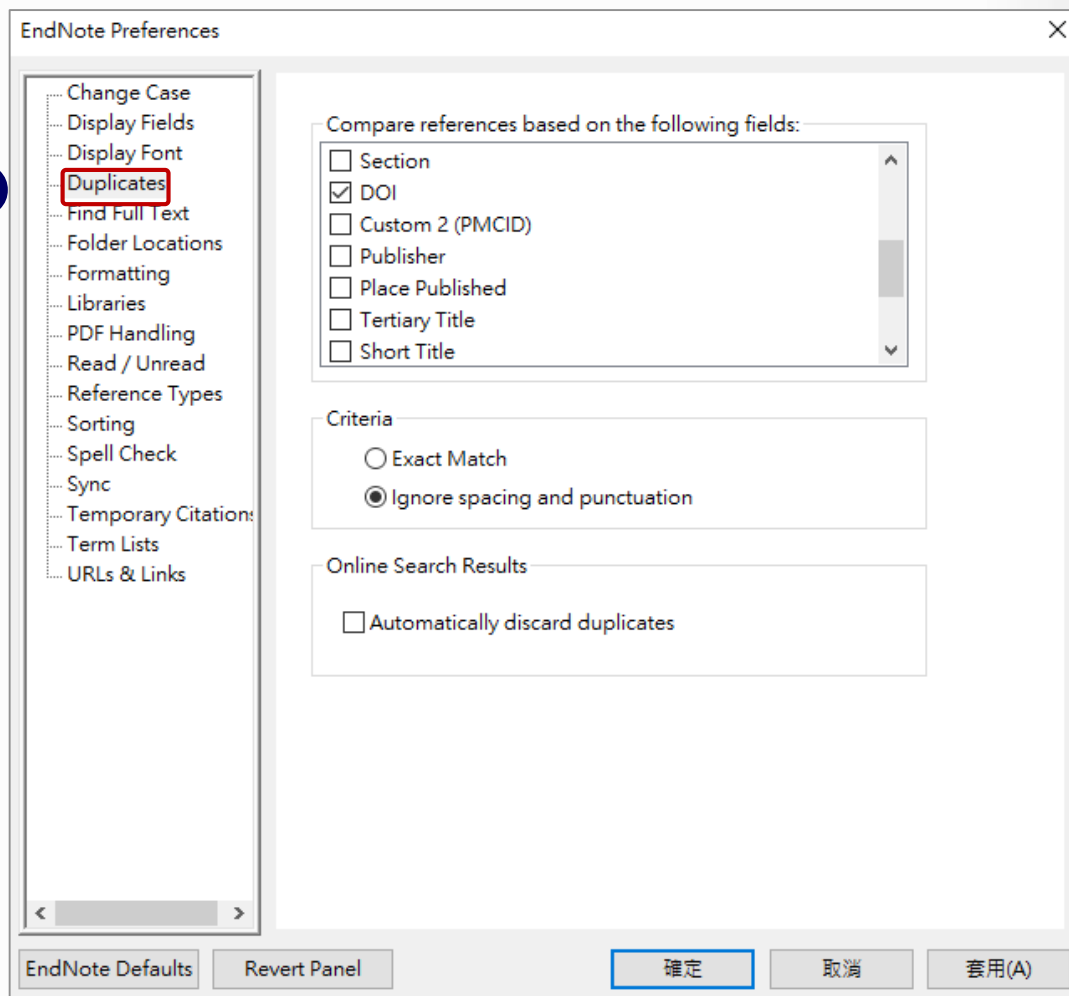 EndNote Preferences
Change Case
Display Fields
Display Font
Duplicates
Find Full Text
Folder Locations
Formatting
Libraries
PDF Handling
Read / Unread
Reference Types
Sorting
Spell Check
Sync
Temporary Citations
Term Lists
URLs & Links
Compare references based on the following fields:
Section
DOI
Custom 2 (PMCID)
Publisher
Place Published
Tertiary Title
Short Title
Criteria
Exact Match
Ignore spacing and punctuation
Online Search Results
Automatically discard duplicates
EndNote Defaults
Revert Panel
確定
取消
套用(A)